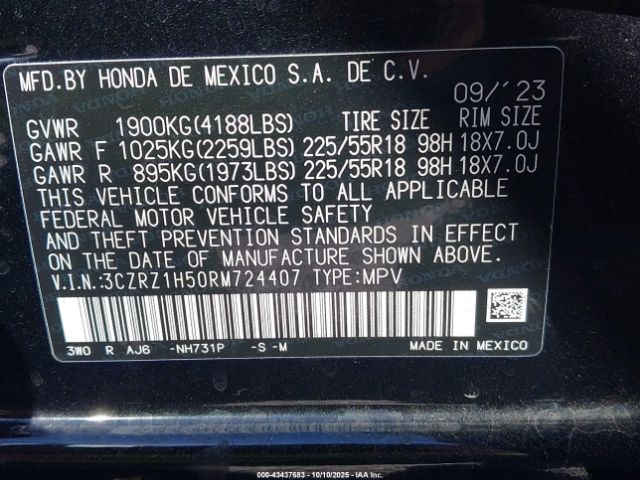 MFD.BY HONDA DE MEXICO S.A. DE C.V.
09/'23
GVWR 1900KG(4188LBS) TIRE SIZE RIM SIZE
GAWR F 1025KG(2259LBS) 225/55R18 98H 18X7.0J
GAWR R 895KG(1973LBS) 225/55R18 98H 18X7.0J
THIS VEHICLE CONFORMS TO ALL APPLICABLE
FEDERAL MOTOR VEHICLE SAFETY
AND THEFT PREVENTION STANDARDS IN EFFECT
ON THE DATE OF MANUFACTURE SHOWN ABOVE.
V.I.N.:3CZRZ1H50RM724407 TYPE:MPV
3W0 R AJ6 -NH731P -S -M MADE IN MEXICO
000-43437683 10/10/2025 - IAAI.com